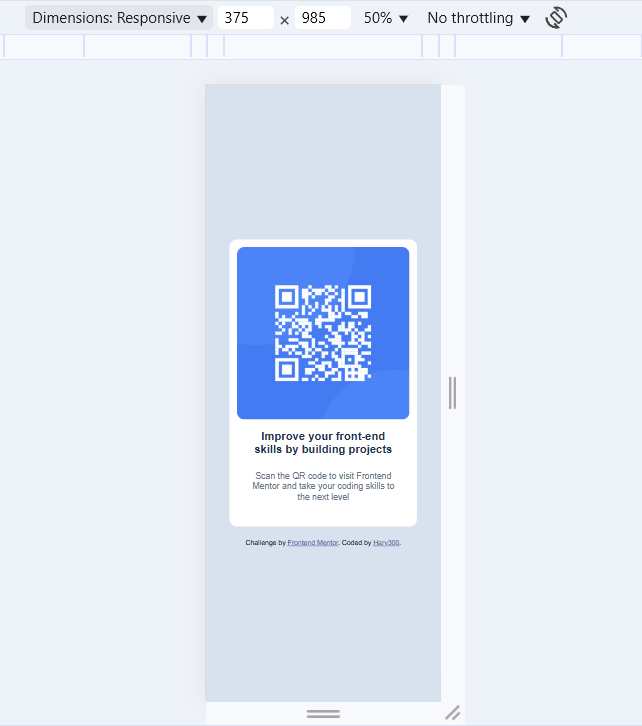 Dimensions: Responsive ▼ 375 × 985 50% ▼ No throttling ▼
Improve your front-end
skills by building projects
Scan the QR code to visit Frontend
Mentor and take your coding skills to
the next level
Challenge by Frontend Mentor. Coded by Hary300.